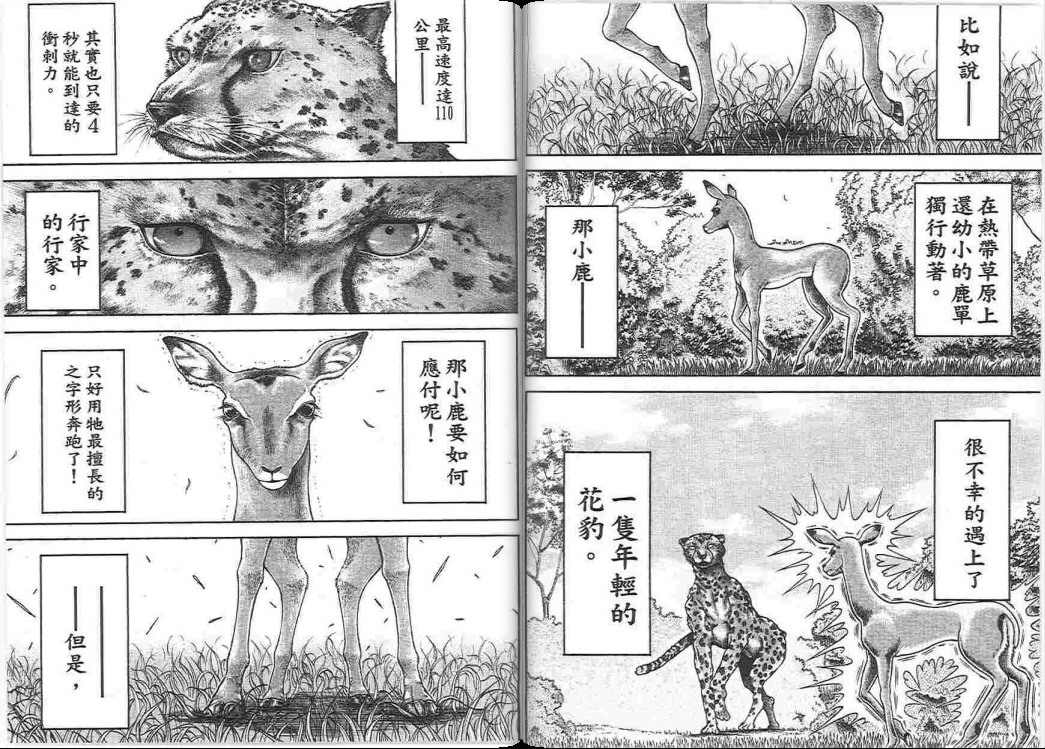 比如說——
在熱帶草原上
還幼小的鹿單
獨行動著。
那小鹿——
很不幸的遇上了
一隻年輕的
花豹。
最高速度達110
公里——
其實也只要4
秒就能到達的
衝刺力。
行家中
的行家。
那小鹿要如何
應付呢！
只好用牠最擅長的
之字形奔跑了！
——但是，——